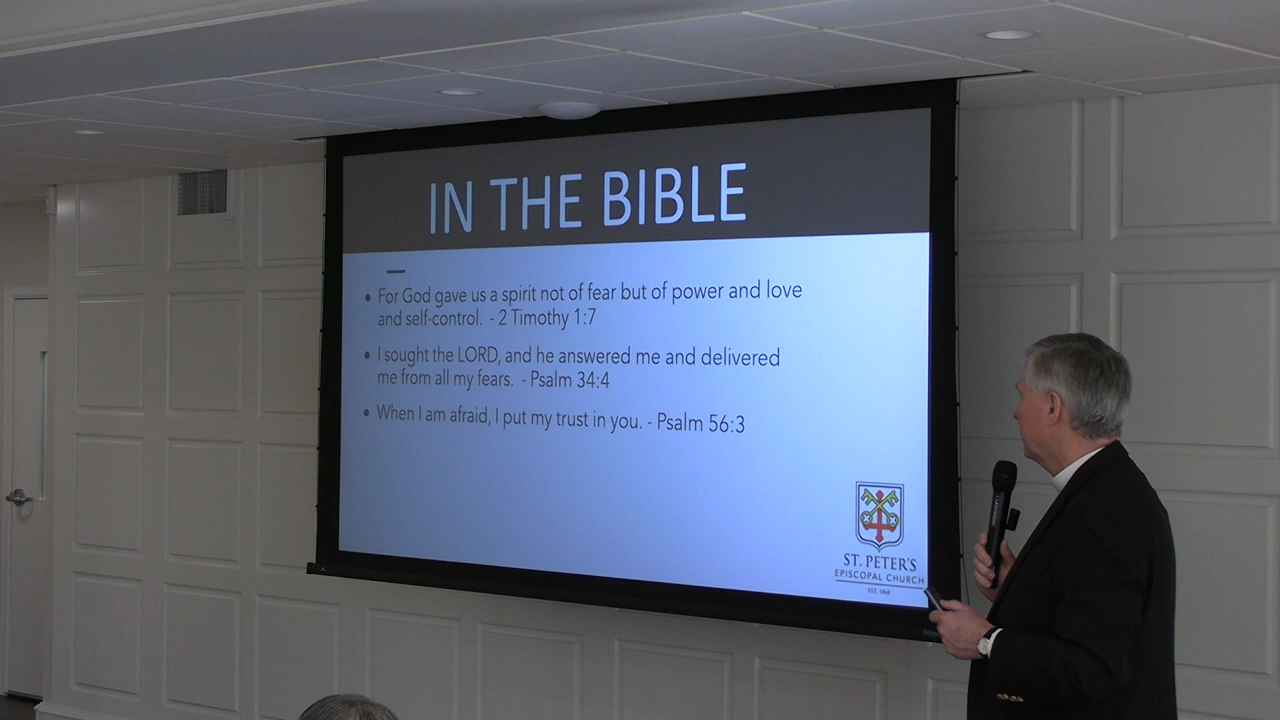 IN THE BIBLE
• For God gave us a spirit not of fear but of power and love
and self-control. - 2 Timothy 1:7
• I sought the LORD, and he answered me and delivered
me from all my fears. - Psalm 34:4
• When I am afraid, I put my trust in you. - Psalm 56:3
ST. PETER'S
EPISCOPAL CHURCH
EST. 1868